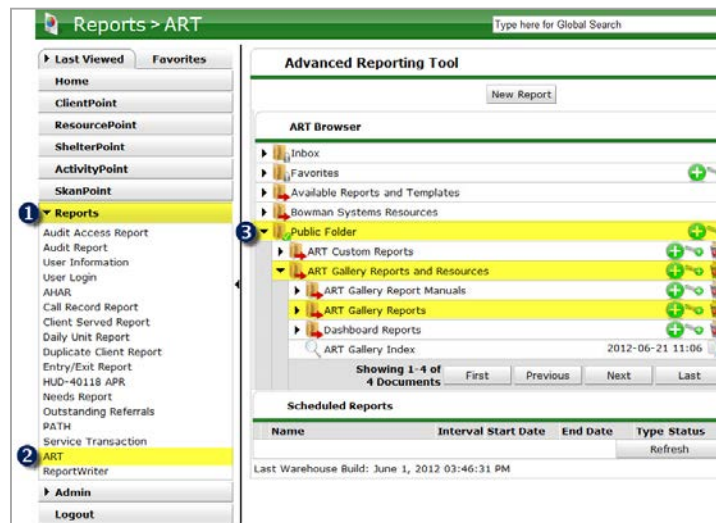 Reports > ART
Type here for Global Search
Last Viewed Favorites
Home
ClientPoint
ResourcePoint
ShelterPoint
ActivityPoint
SkanPoint
1 Reports
Audit Access Report
Audit Report
User Information
User Login
AHAR
Call Record Report
Client Served Report
Daily Unit Report
Duplicate Client Report
Entry/Exit Report
HUD-40118 APR
Needs Report
Outstanding Referrals
PATH
Service Transaction
2 ART
ReportWriter
Admin
Logout
Advanced Reporting Tool
New Report
ART Browser
Inbox
Favorites
Available Reports and Templates
Bowman Systems Resources
3 Public Folder
ART Custom Reports
ART Gallery Reports and Resources
ART Gallery Report Manuals
ART Gallery Reports
Dashboard Reports
ART Gallery Index 2012-06-21 11:06
Showing 1-4 of
4 Documents
First Previous Next Last
Scheduled Reports
Name Interval Start Date End Date Type Status
Refresh
Last Warehouse Build: June 1, 2012 03:46:31 PM